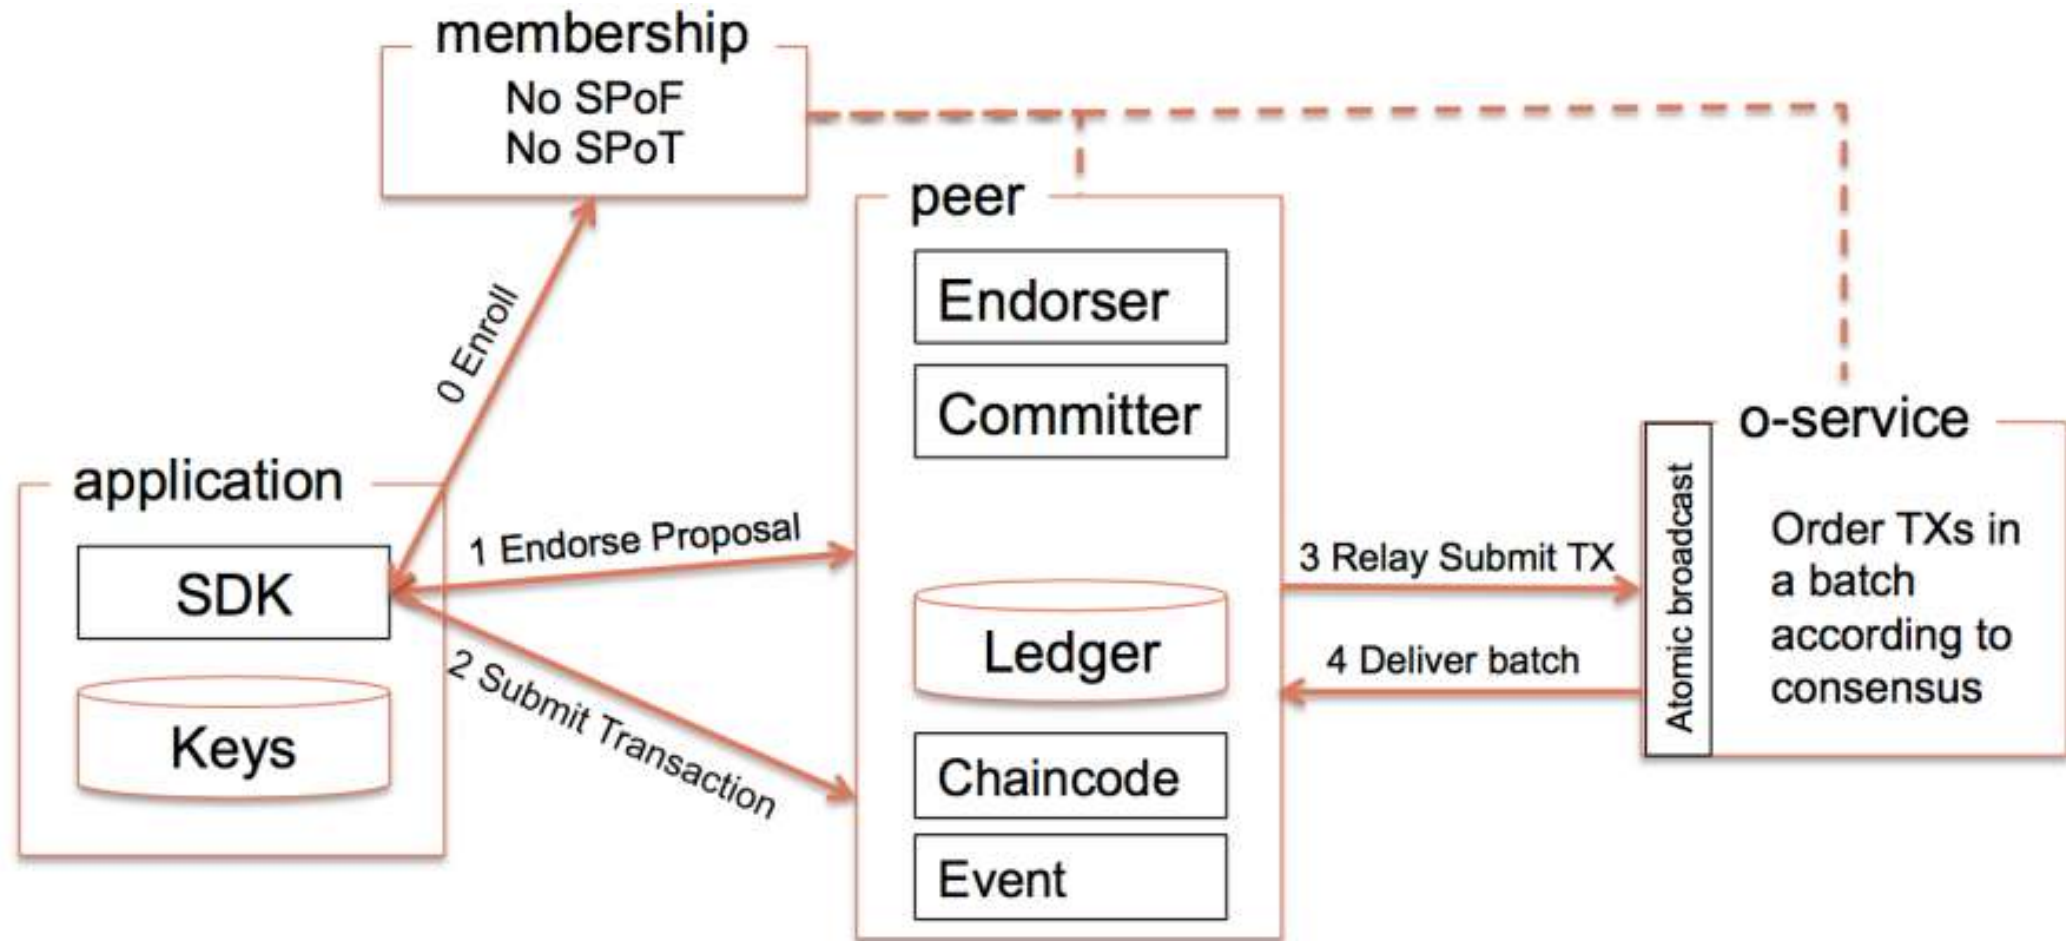 membership
No SPoF
No SPoT
0 Enroll
application
SDK
Keys
1 Endorse Proposal
2 Submit Transaction
peer
Endorser
Committer
Ledger
Chaincode
Event
3 Relay Submit TX
4 Deliver batch
o-service
Atomic broadcast
Order TXs in
a batch
according to
consensus